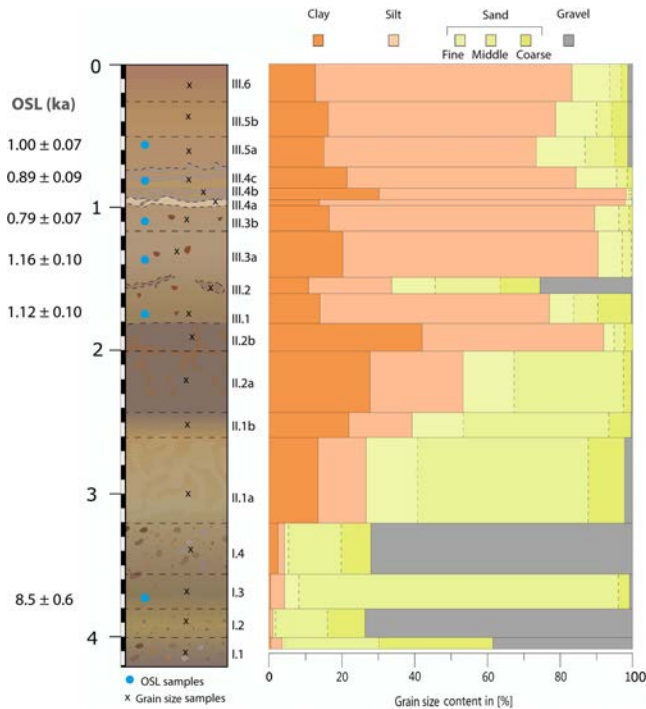 Clay Silt Sand Gravel
Fine Middle Coarse
OSL (ka)
0
III.6
III.5b
1.00 ± 0.07
III.5a
0.89 ± 0.09
III.4c
III.4b
III.4a
1
0.79 ± 0.07
III.3b
1.16 ± 0.10
III.3a
III.2
1.12 ± 0.10
III.1
II.2b
2
II.2a
II.1b
II.1a
3
I.4
8.5 ± 0.6
I.3
I.2
4
I.1
0 20 40 60 80 100
Grain size content in [%]
OSL samples
x Grain size samples